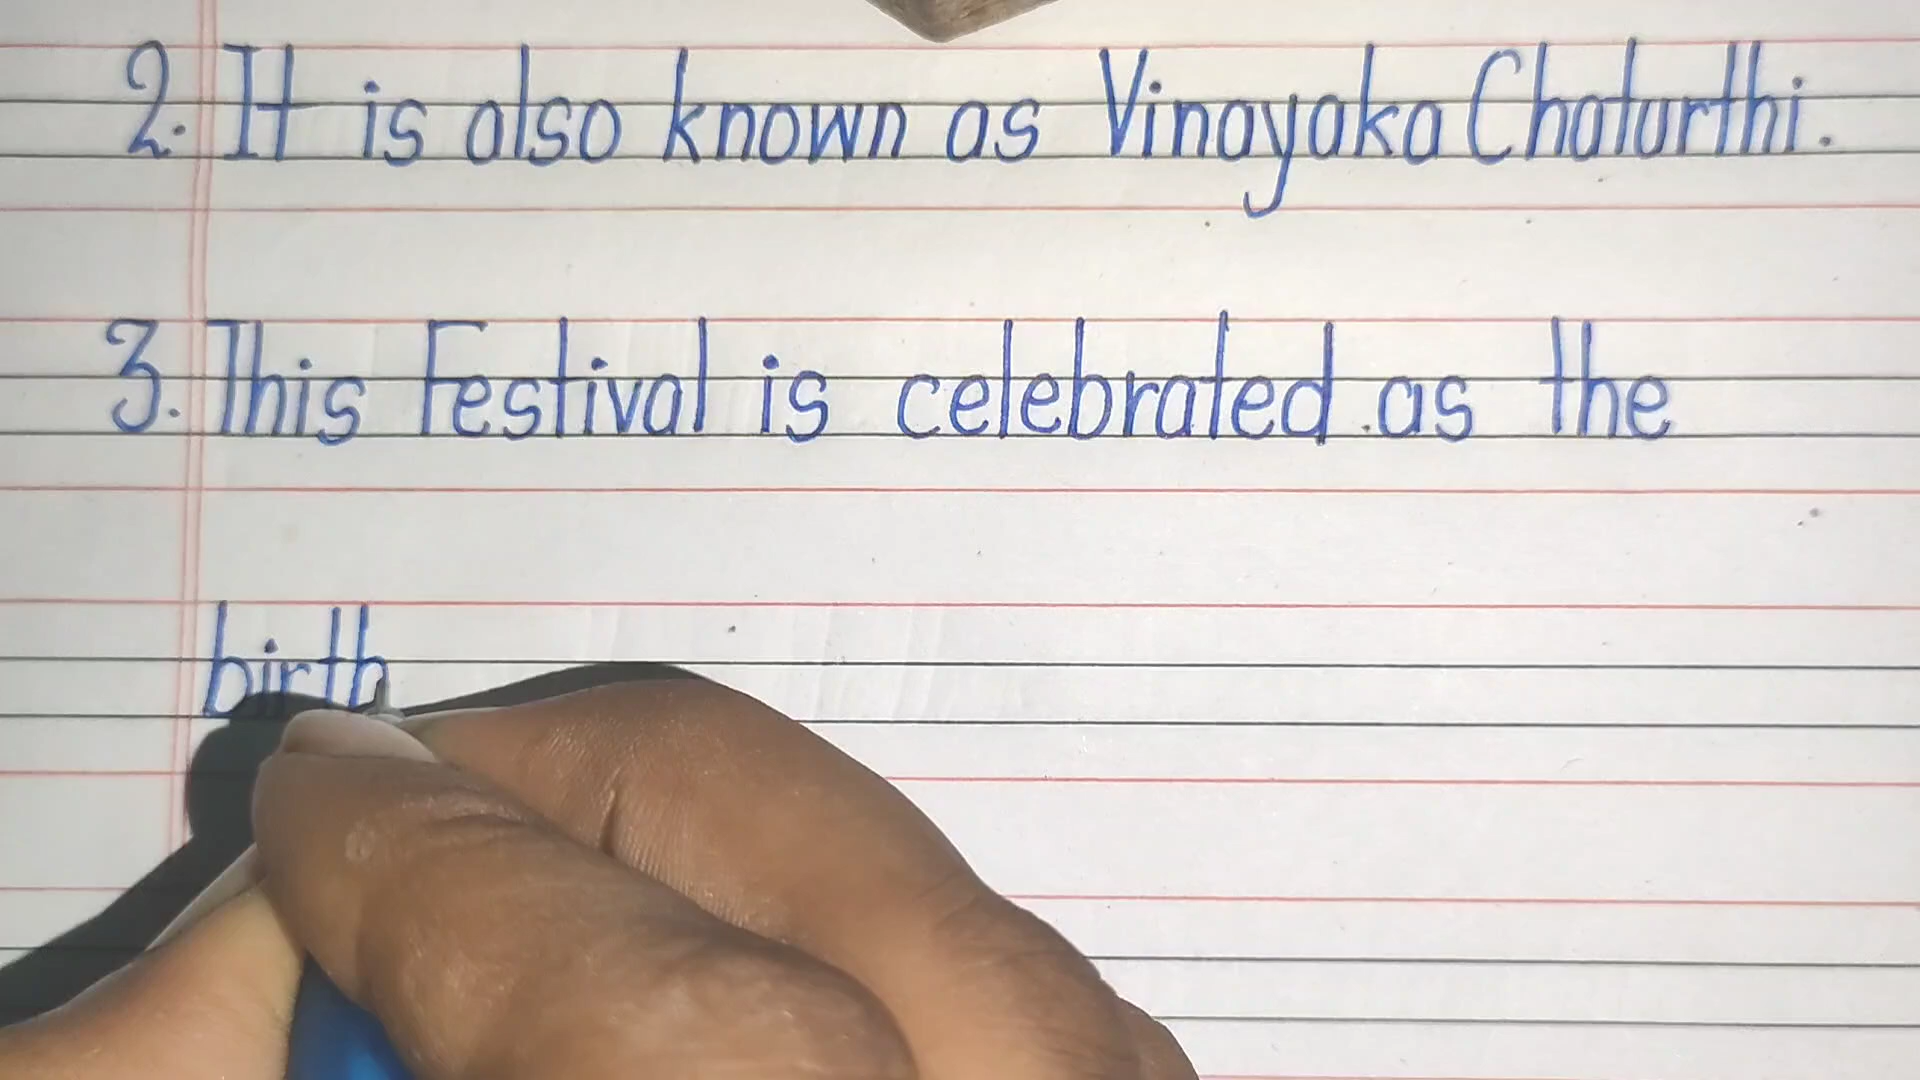 2. It is also known as Vinayaka Chaturthi.
3. This Festival is celebrated as the
birth